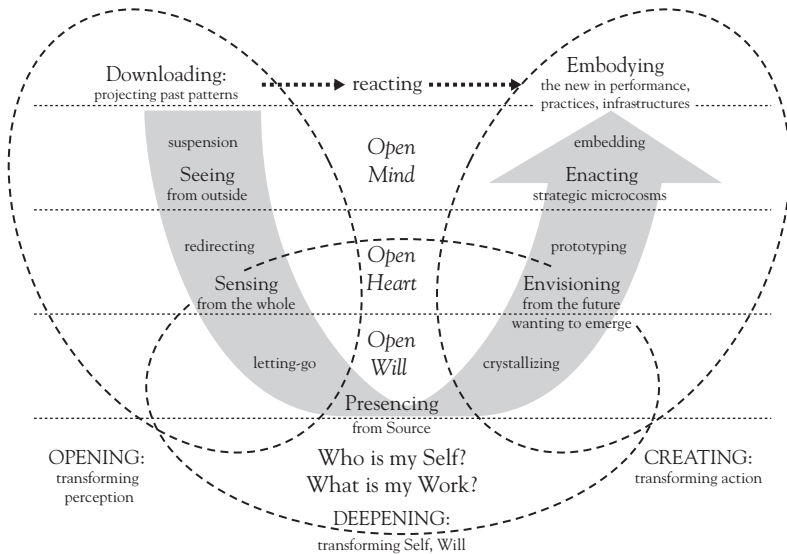 Downloading:
projecting past patterns
reacting
Embodying
the new in performance,
practices, infrastructures
suspension
Open
Mind
embedding
Seeing
from outside
Enacting
strategic microcosms
redirecting
Open
Heart
prototyping
Sensing
from the whole
Envisioning
from the future
wanting to emerge
letting-go
Open
Will
crystallizing
Presencing
from Source
OPENING:
transforming
perception
Who is my Self?
What is my Work?
CREATING:
transforming action
DEEPENING:
transforming Self, Will